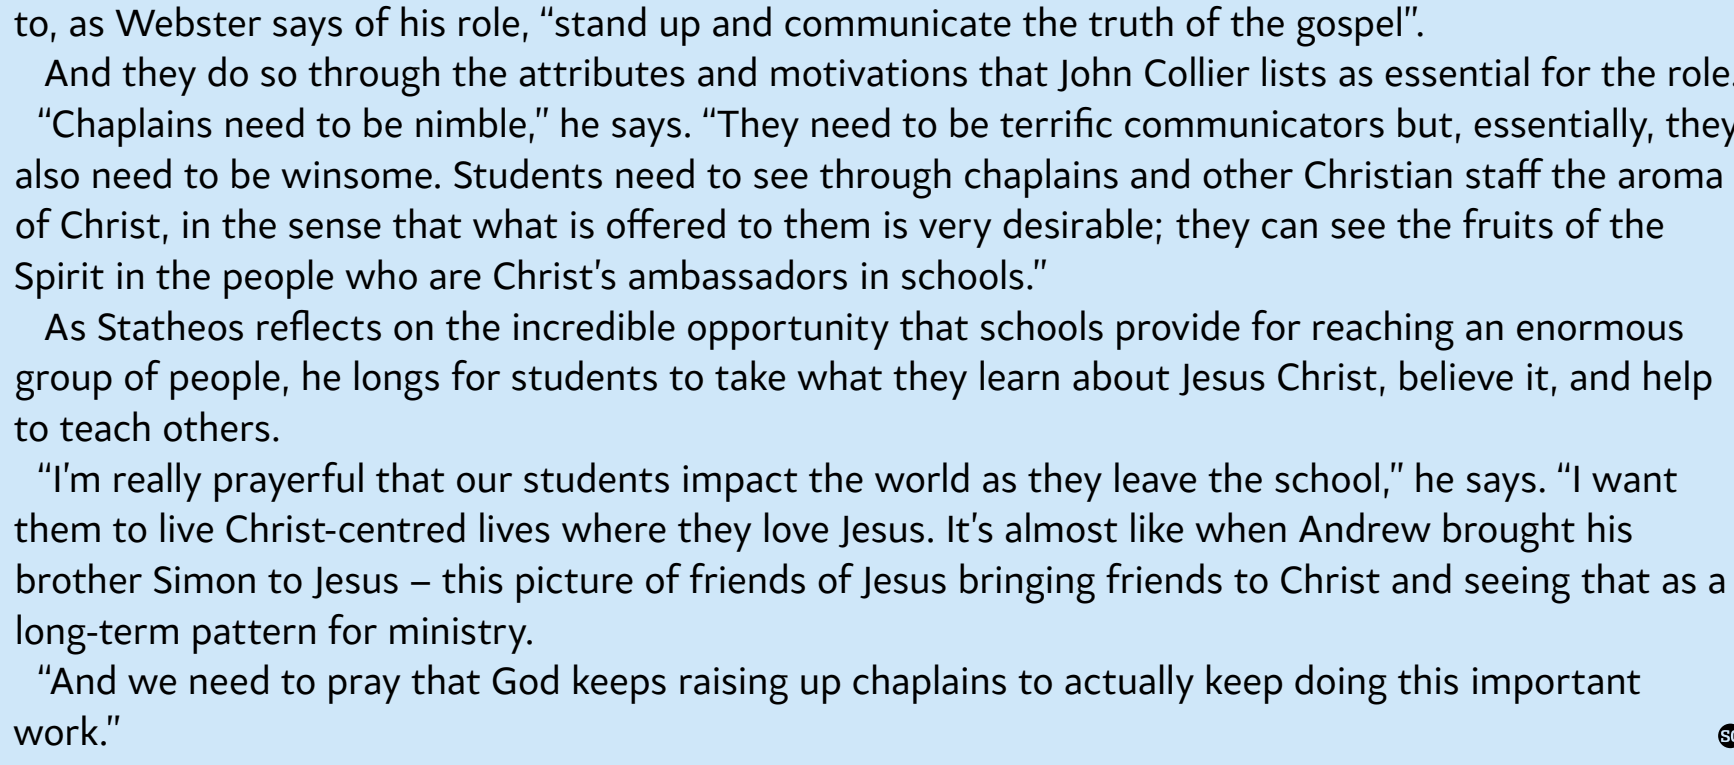 to, as Webster says of his role, “stand up and communicate the truth of the gospel”.
And they do so through the attributes and motivations that John Collier lists as essential for the role.
“Chaplains need to be nimble,” he says. “They need to be terrific communicators but, essentially, they
also need to be winsome. Students need to see through chaplains and other Christian staff the aroma
of Christ, in the sense that what is offered to them is very desirable; they can see the fruits of the
Spirit in the people who are Christ’s ambassadors in schools.”
As Statheos reflects on the incredible opportunity that schools provide for reaching an enormous
group of people, he longs for students to take what they learn about Jesus Christ, believe it, and help
to teach others.
“I’m really prayerful that our students impact the world as they leave the school,” he says. “I want
them to live Christ-centred lives where they love Jesus. It’s almost like when Andrew brought his
brother Simon to Jesus – this picture of friends of Jesus bringing friends to Christ and seeing that as a
long-term pattern for ministry.
“And we need to pray that God keeps raising up chaplains to actually keep doing this important
work.”